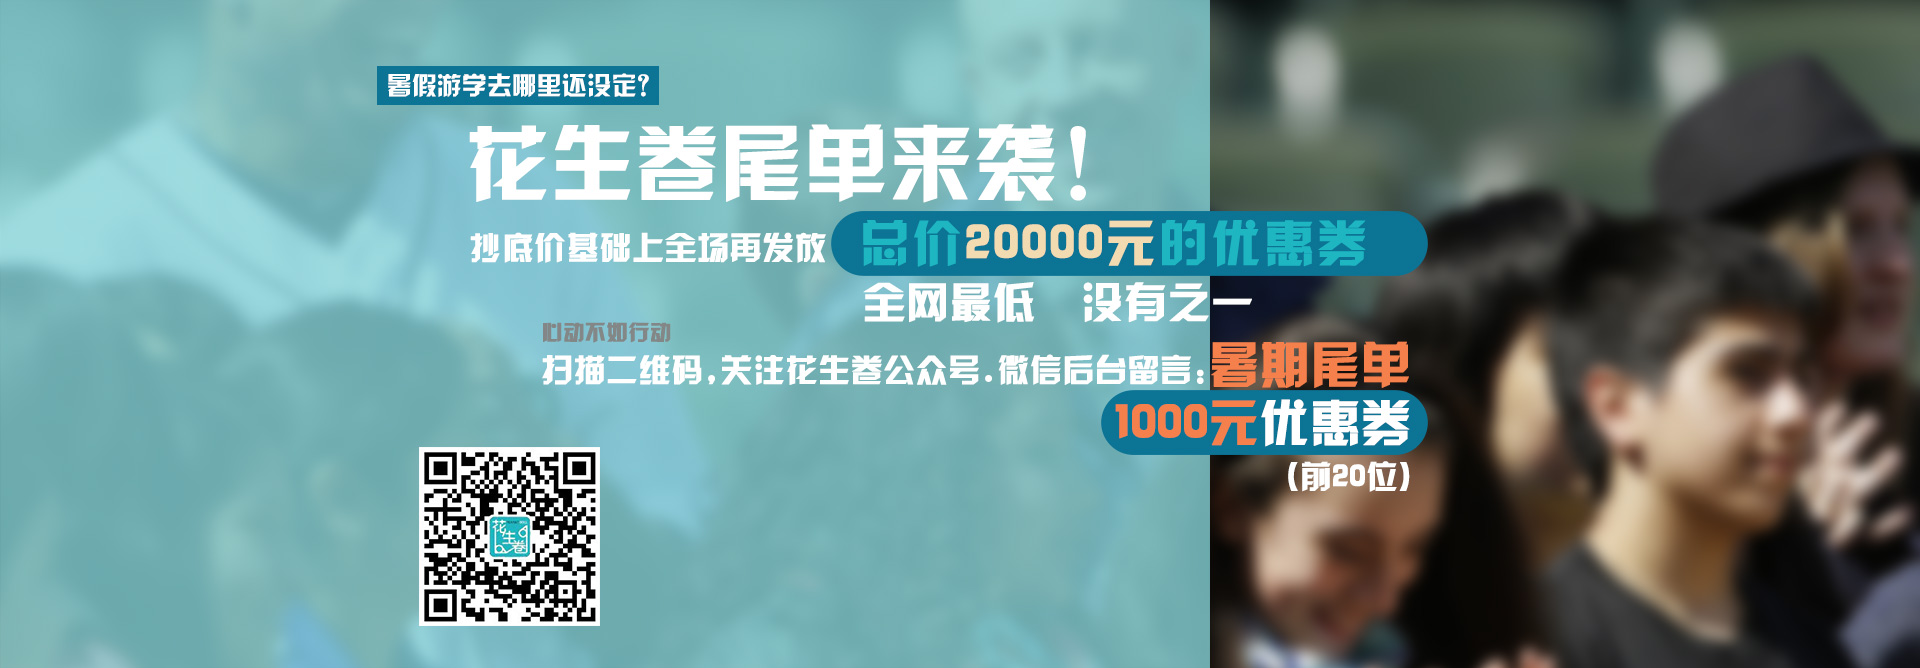 暑假游学去哪里还没定?
花生卷尾单来袭!
抄底价基础上全场再发放 总价20000元的优惠券
全网最低 没有之一
心动不如行动
扫描二维码,关注花生卷公众号.微信后台留言:暑期尾单
1000元优惠券
(前20位)
花生卷